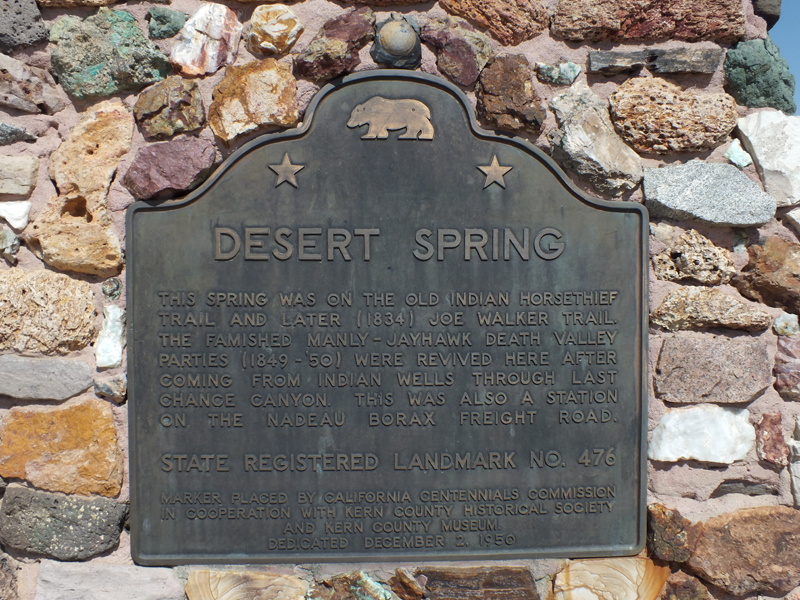 DESERT SPRING
THIS SPRING WAS ON THE OLD INDIAN HORSETHIEF
TRAIL AND LATER (1834) JOE WALKER TRAIL.
THE FAMISHED MANLY-JAYHAWK DEATH VALLEY
PARTIES (1849-'50) WERE REVIVED HERE AFTER
COMING FROM INDIAN WELLS THROUGH LAST
CHANCE CANYON. THIS WAS ALSO A STATION
ON THE NADEAU BORAX FREIGHT ROAD.
STATE REGISTERED LANDMARK NO. 476
MARKER PLACED BY CALIFORNIA CENTENNIALS COMMISSION
IN COOPERATION WITH KERN COUNTY HISTORICAL SOCIETY
AND KERN COUNTY MUSEUM.
DEDICATED DECEMBER 2, 1950